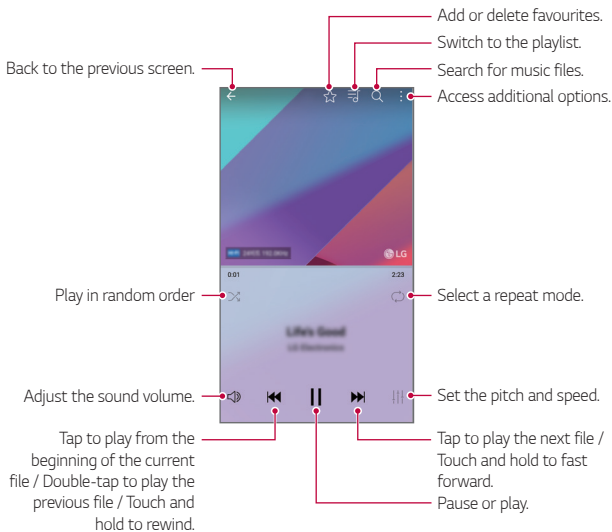 Add or delete favourites.
Switch to the playlist.
Back to the previous screen.
Search for music files.
Access additional options.
LG
0:01
2:23
Play in random order
Select a repeat mode.
Life's Good
LG Electronics
Adjust the sound volume.
Set the pitch and speed.
Tap to play from the
beginning of the current
file / Double-tap to play the
previous file / Touch and
hold to rewind.
Tap to play the next file /
Touch and hold to fast
forward.
Pause or play.